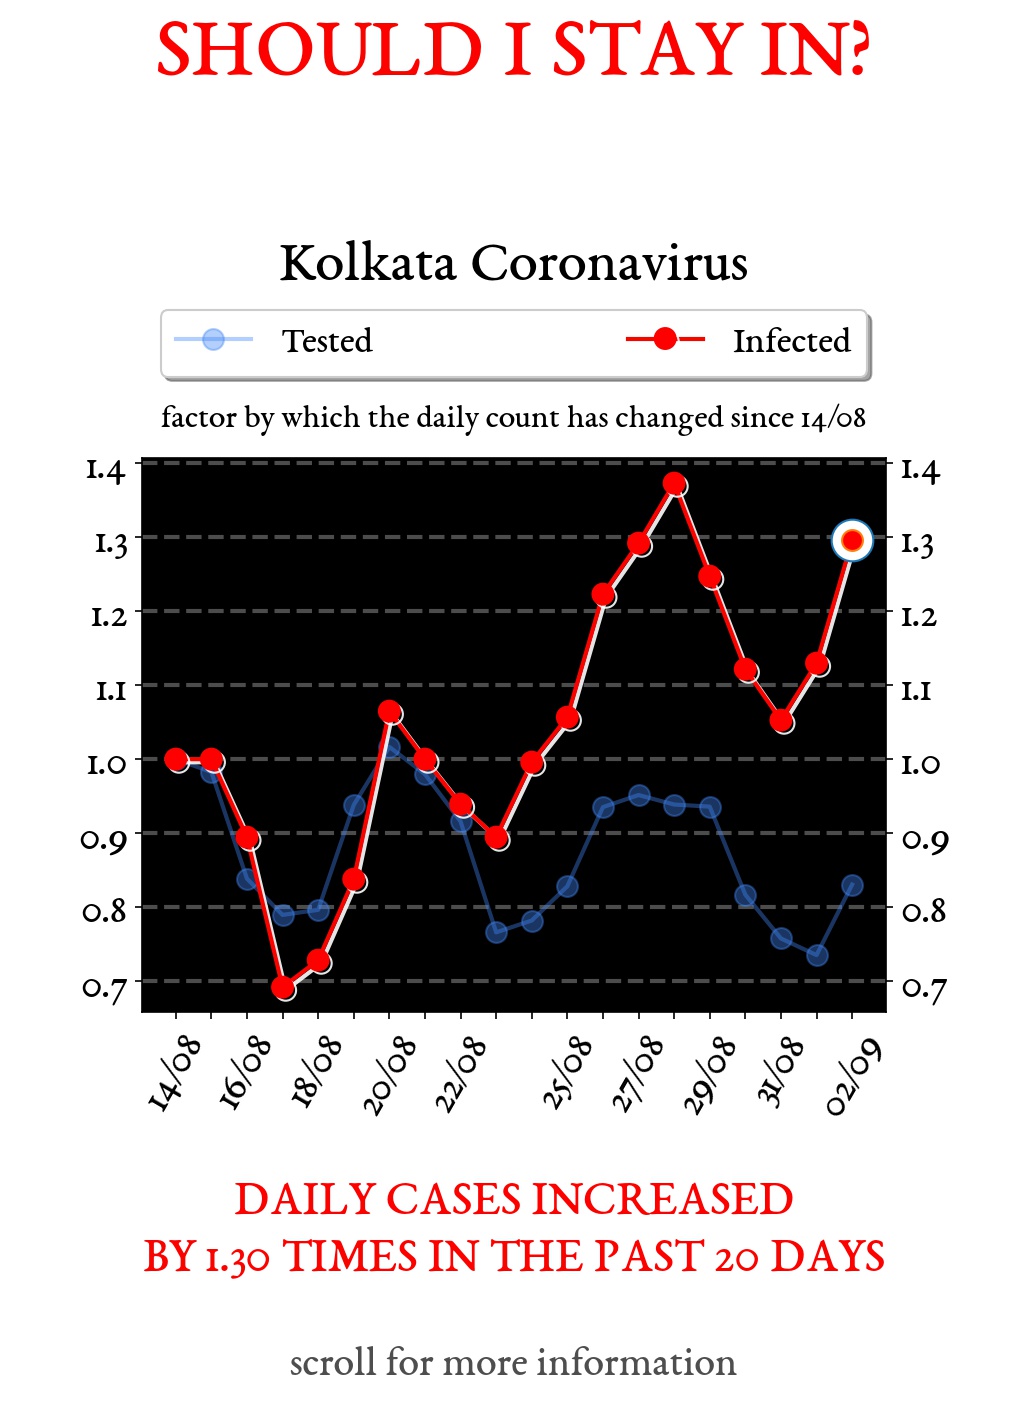 SHOULD I STAY IN?
Kolkata Coronavirus
Tested Infected
factor by which the daily count has changed since 14/08
1.4 1.4
1.3 1.3
1.2 1.2
1.1 1.1
1.0 1.0
0.9 0.9
0.8 0.8
0.7 0.7
14/08 16/08 18/08 20/08 22/08 25/08 27/08 29/08 31/08 02/09
DAILY CASES INCREASED
BY 1.30 TIMES IN THE PAST 20 DAYS
scroll for more information